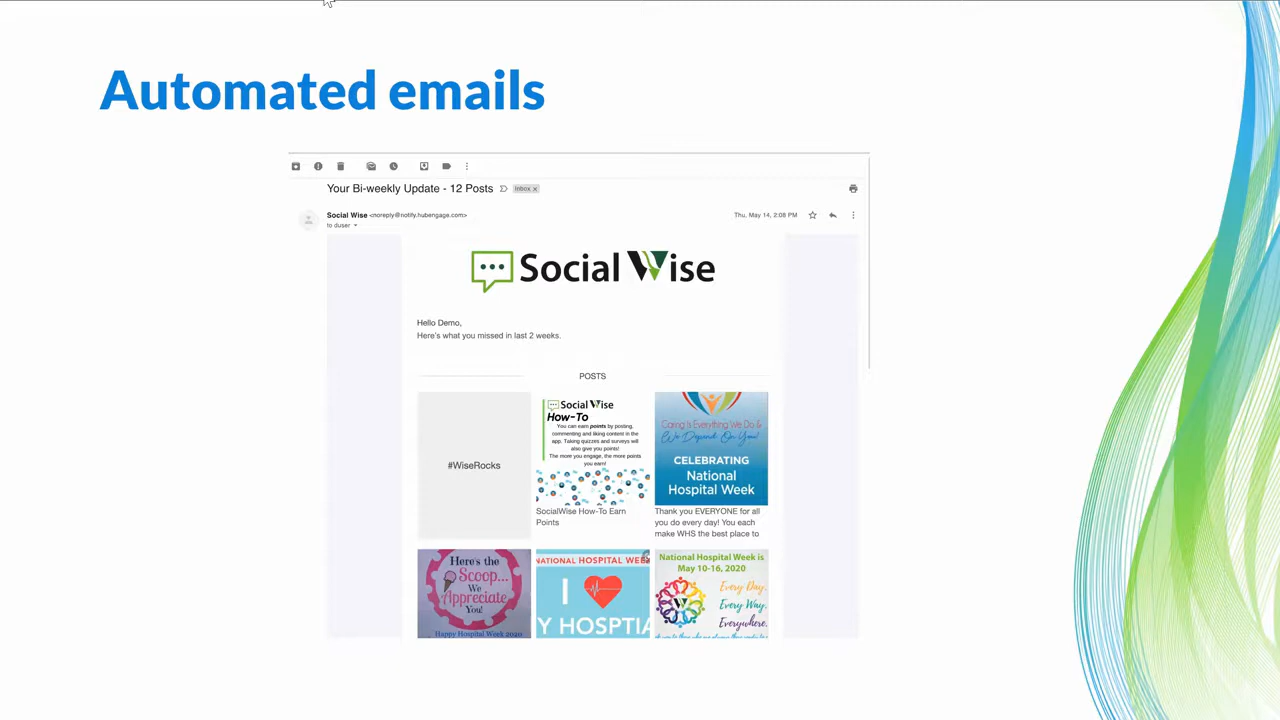 Automated emails
Your Bi-weekly Update - 12 Posts
Inbox x
Social Wise <noreply@notify.hubengage.com>
Thu, May 14, 2:08 PM
to duser
Social Wise
Hello Demo,
Here's what you missed in last 2 weeks.
POSTS
#WiseRocks
Social Wise
How-To
You can earn points by posting,
commenting and liking content in the
app. Taking quizzes and surveys will
also give you points!
The more you engage, the more points
you earn!
SocialWise How-To Earn
Points
Caring Is Everything We Do &
We Depend On You!
CELEBRATING
National
Hospital Week
Thank you EVERYONE for all
you do every day! You each
make WHS the best place to
Here's the
Scoop...
We
Appreciate
You!
Happy Hospital Week 2020
NATIONAL HOSPITAL WEEK
I
Y HOSPTIA
National Hospital Week is
May 10-16, 2020
W
Every Day.
Every Way.
Everywhere.